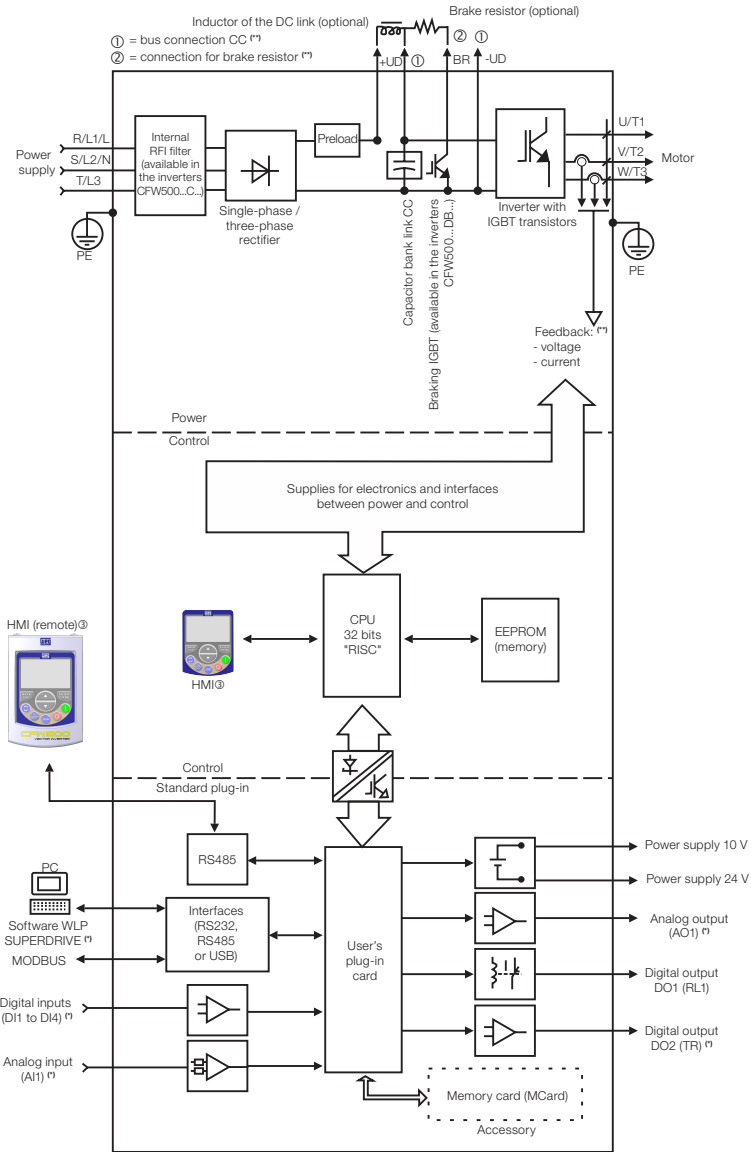 Inductor of the DC link (optional)
Brake resistor (optional)
① = bus connection CC (**)
② = connection for brake resistor (**)
② ①
+UD ① BR -UD
R/L1/L
S/L2/N
T/L3
Power
supply
PE
Internal
RFI filter
(available in
the inverters
CFW500...C...)
Single-phase /
three-phase
rectifier
Preload
Capacitor bank link CC
Braking IGBT (available in the inverters
CFW500...DB...)
Inverter with
IGBT transistors
U/T1
V/T2
W/T3
Motor
PE
Feedback: (**)
- voltage
- current
Power
Control
Supplies for electronics and interfaces
between power and control
HMI (remote)③
CFW500
HMI③
CPU
32 bits
"RISC"
EEPROM
(memory)
Control
Standard plug-in
RS485
PC
Software WLP
SUPERDRIVE (*)
MODBUS
Interfaces
(RS232,
RS485
or USB)
User's
plug-in
card
Digital inputs
(DI1 to DI4) (*)
Analog input
(AI1) (*)
Power supply 10 V
Power supply 24 V
Analog output
(AO1) (*)
Digital output
DO1 (RL1)
Digital output
DO2 (TR) (*)
Memory card (MCard)
Accessory